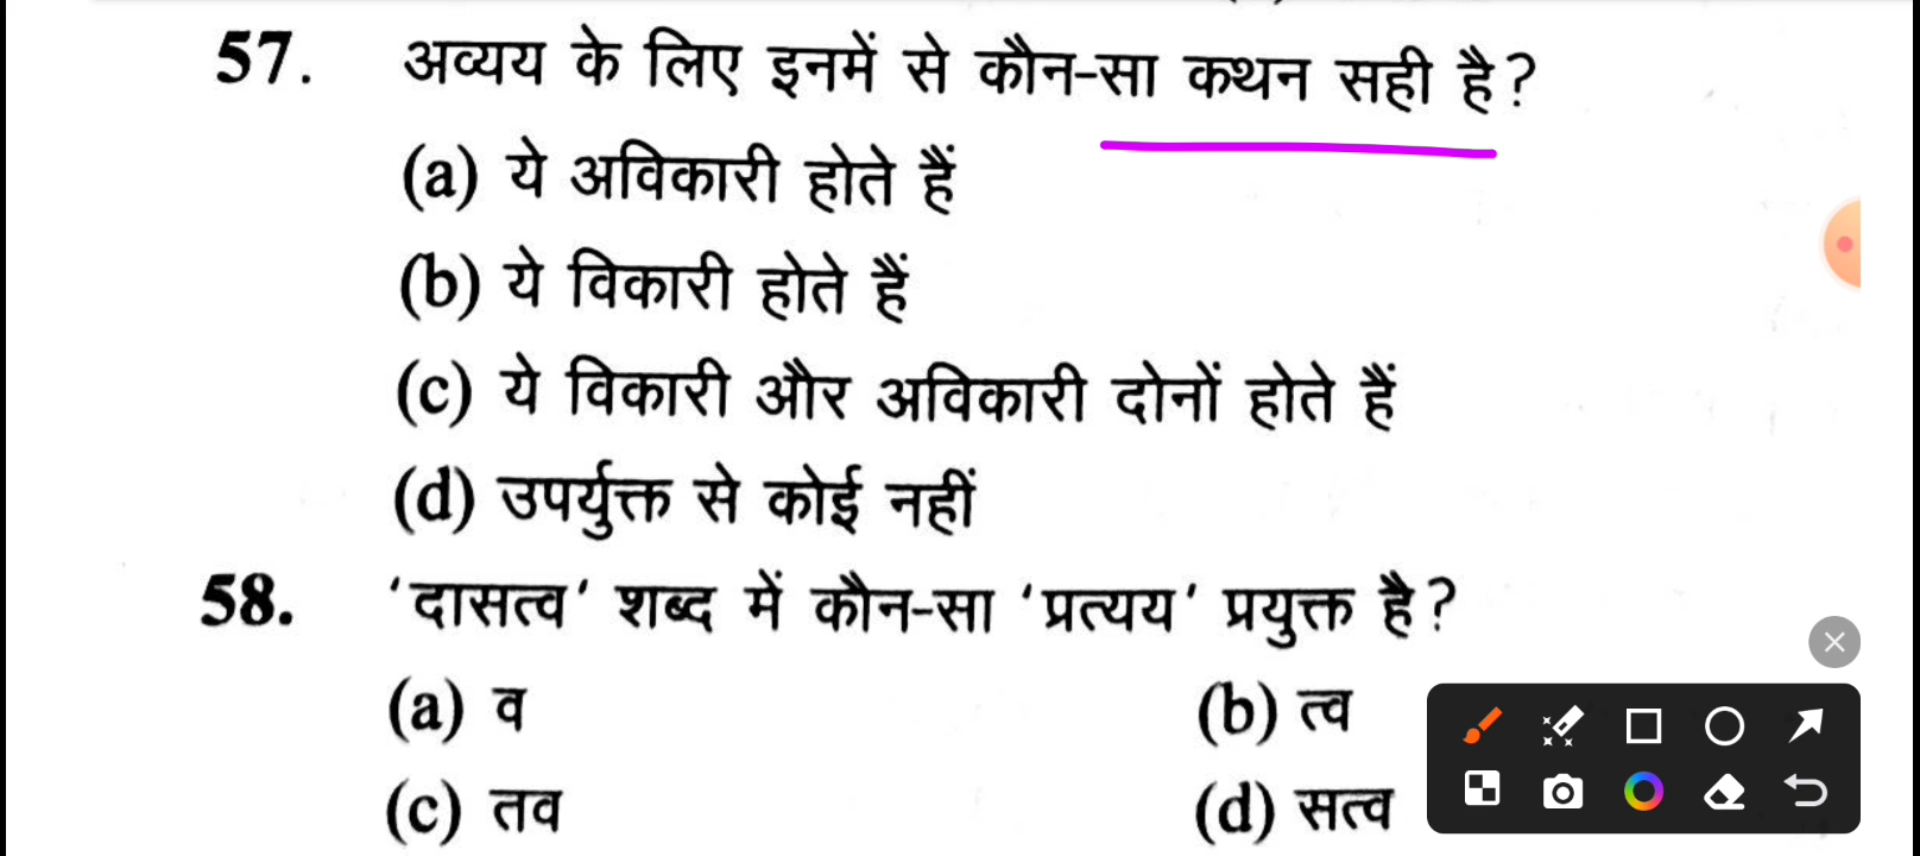 57. अव्यय के लिए इनमें से कौन-सा कथन सही है?
(a) ये अविकारी होते हैं
(b) ये विकारी होते हैं
(c) ये विकारी और अविकारी दोनों होते हैं
(d) उपर्युक्त से कोई नहीं
58. ‘दासत्व‘ शब्द में कौन-सा ‘प्रत्यय’ प्रयुक्त है?
(a) व (b) त्व
(c) तव (d) सत्व